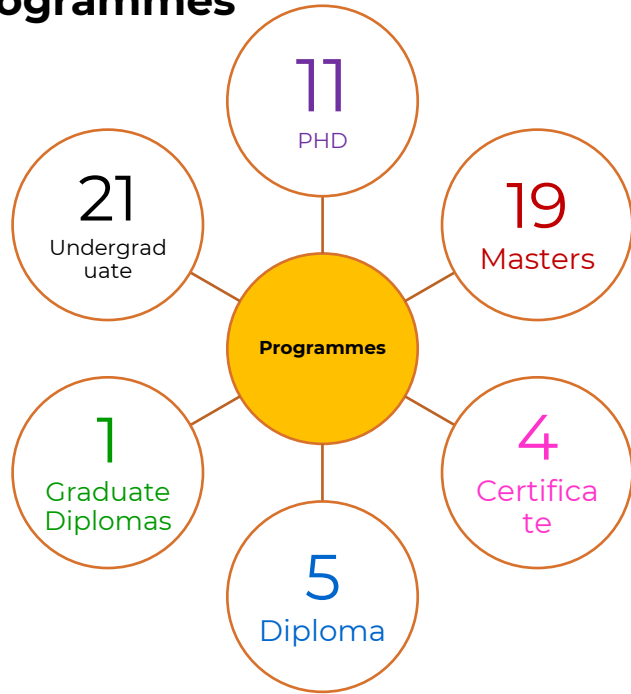 ogrammes
11
PHD
19
Masters
4
Certifica
te
5
Diploma
1
Graduate
Diplomas
21
Undergrad
uate
Programmes